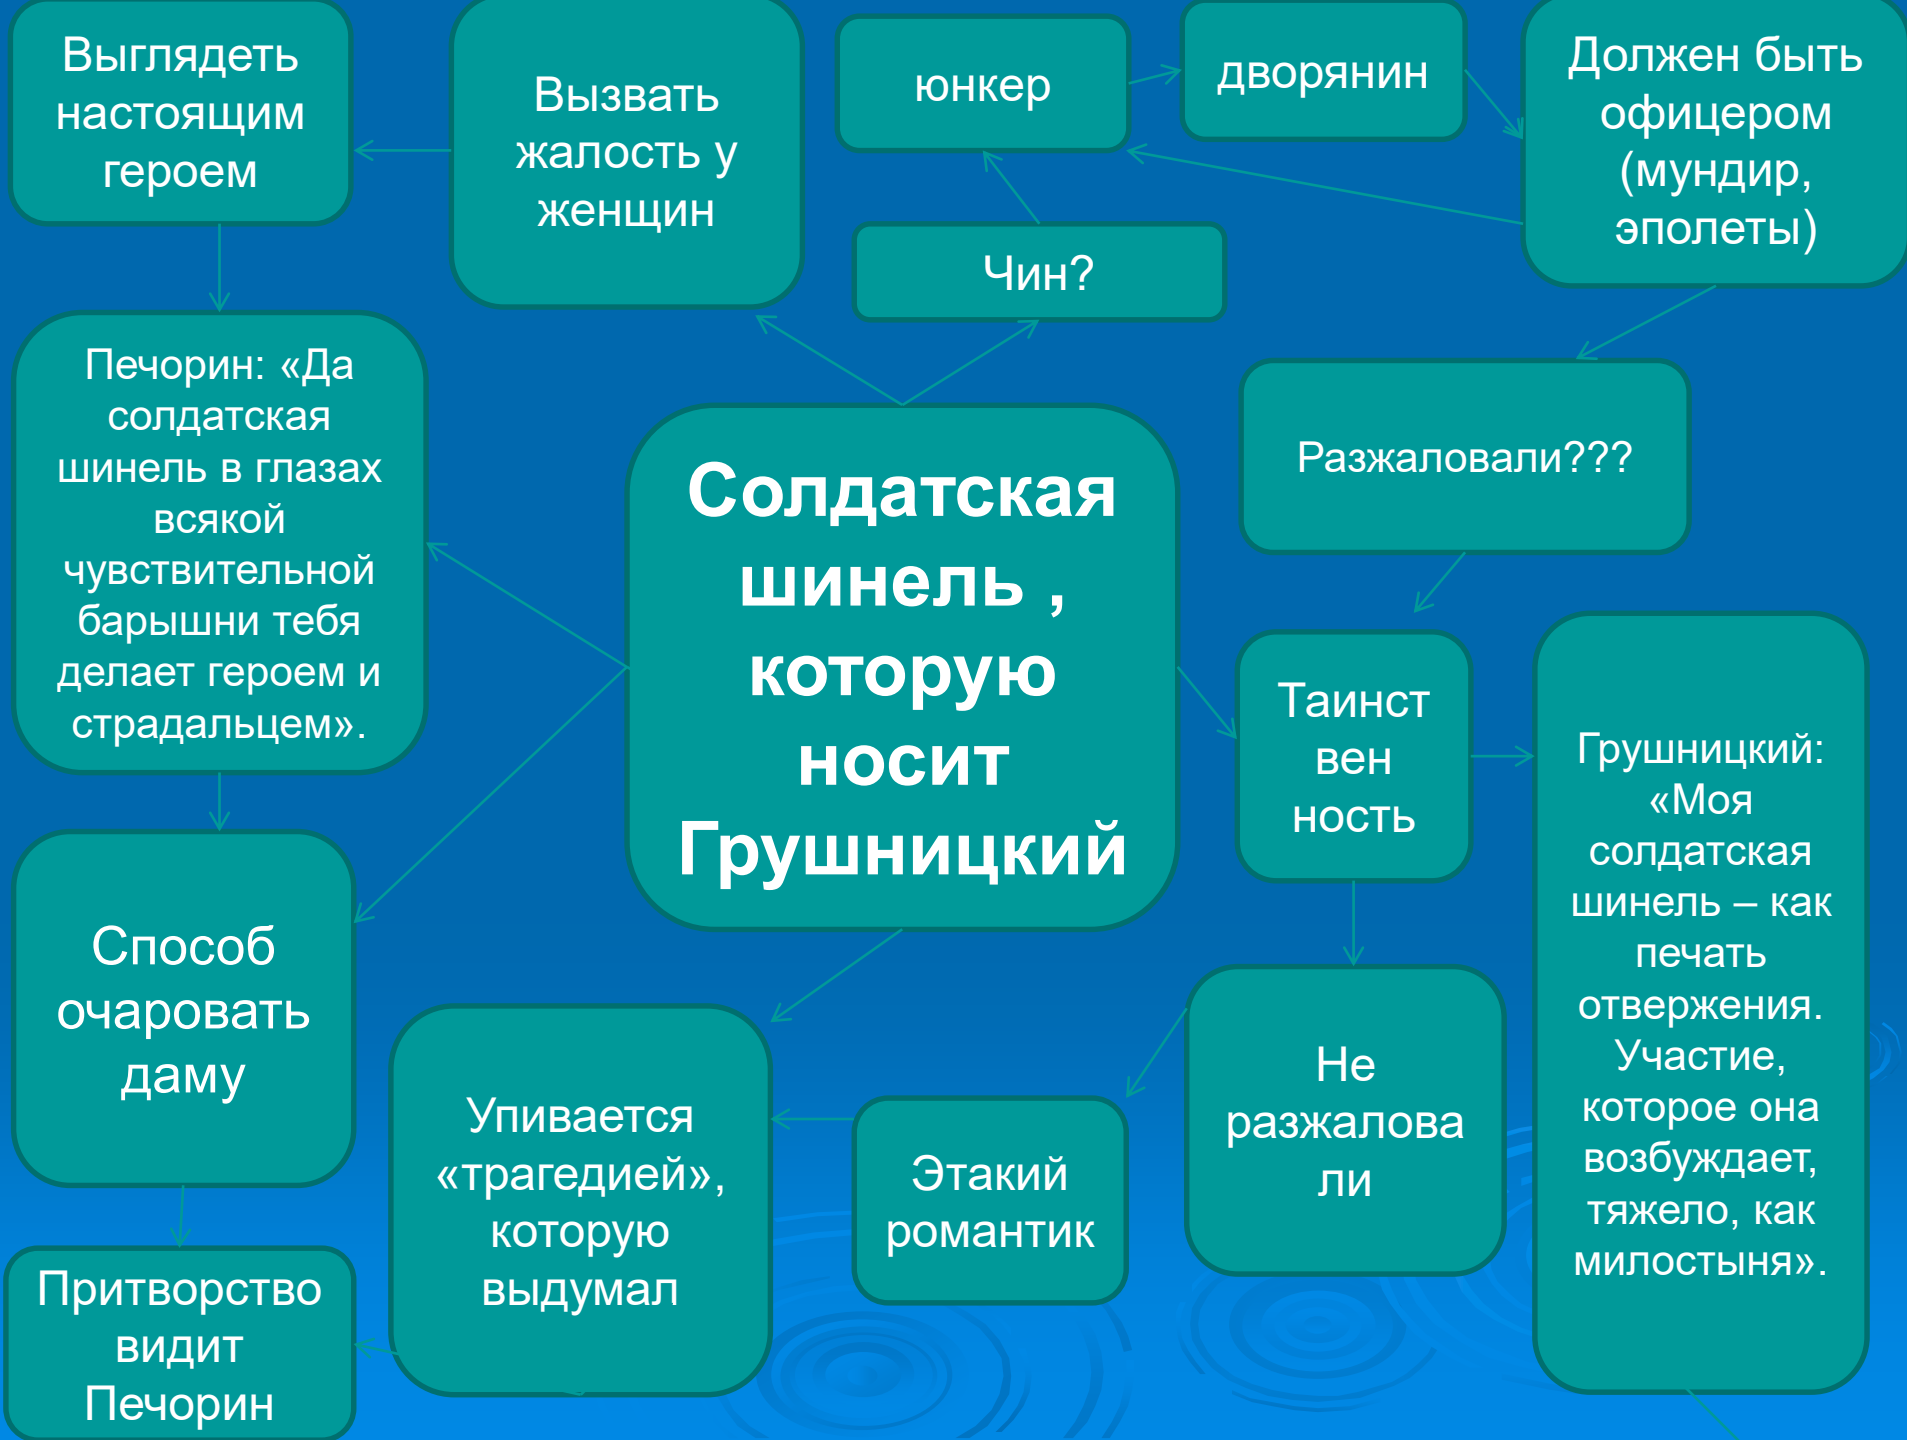 Выглядеть
настоящим
героем
Вызвать
жалость у
женщин
юнкер
дворянин
Должен быть
офицером
(мундир,
эполеты)
Чин?
Печорин: «Да
солдатская
шинель в глазах
всякой
чувствительной
барышни тебя
делает героем и
страдальцем».
Солдатская
шинель ,
которую
носит
Грушницкий
Разжаловали???
Таинст
вен
ность
Грушницкий:
«Моя
солдатская
шинель – как
печать
отвержения.
Участие,
которое она
возбуждает,
тяжело, как
милостыня».
Способ
очаровать
даму
Упивается
«трагедией»,
которую
выдумал
Этакий
романтик
Не
разжалова
ли
Притворство
видит
Печорин